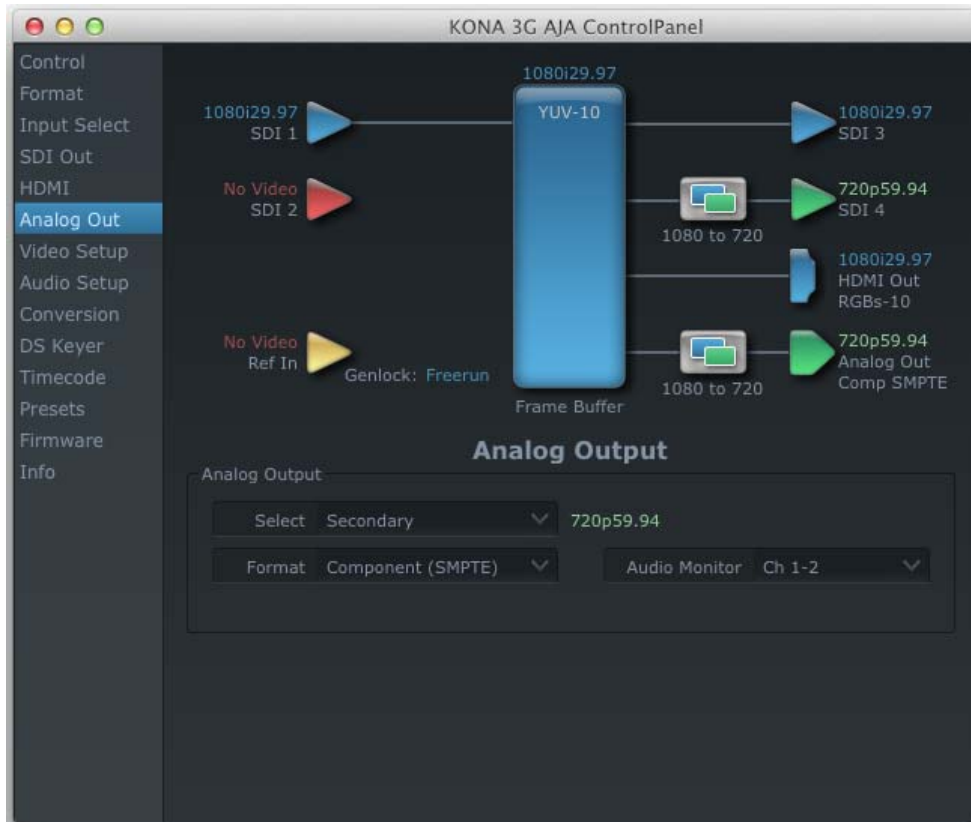 KONA 3G AJA ControlPanel
Control
Format
Input Select
SDI Out
HDMI
Analog Out
Video Setup
Audio Setup
Conversion
DS Keyer
Timecode
Presets
Firmware
Info
1080i29.97
YUV-10
1080i29.97
SDI 1
1080i29.97
SDI 3
No Video
SDI 2
1080 to 720
720p59.94
SDI 4
1080i29.97
HDMI Out
RGBs-10
No Video
Ref In
Genlock: Freerun
1080 to 720
720p59.94
Analog Out
Comp SMPTE
Frame Buffer
Analog Output
Analog Output
Select Secondary 720p59.94
Format Component (SMPTE) Audio Monitor Ch 1-2